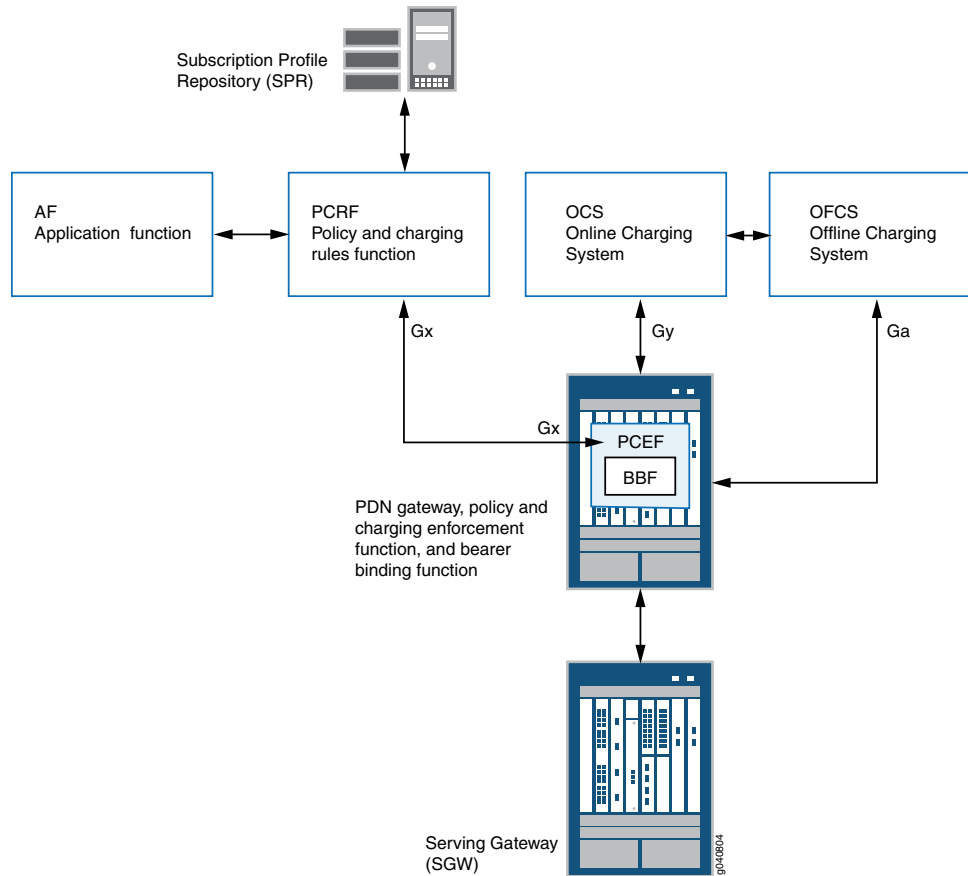 Subscription Profile
Repository (SPR)
AF
Application function
PCRF
Policy and charging
rules function
OCS
Online Charging
System
OFCS
Offline Charging
System
Gx
Gy
Ga
Gx
PCEF
BBF
PDN gateway, policy and
charging enforcement
function, and bearer
binding function
Serving Gateway
(SGW)
g040804